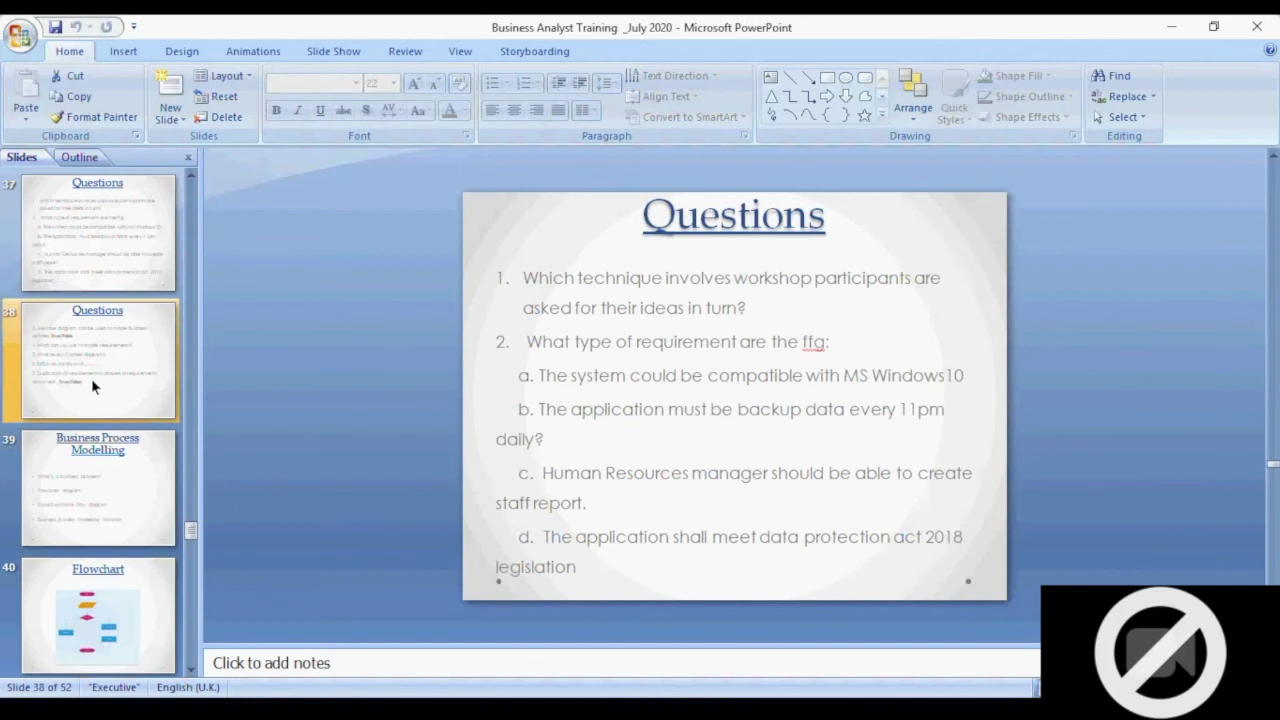 Business Analyst Training _July 2020 - Microsoft PowerPoint
Home Insert Design Animations Slide Show Review View Storyboarding
Paste Cut Copy Format Painter
Clipboard
New Slide Layout Reset Delete
Slides
22
B I U abc S AV Aa A
Font
Text Direction
Align Text
Convert to SmartArt
Paragraph
Arrange Quick Styles Shape Fill Shape Outline Shape Effects
Drawing
Find
Replace
Select
Editing
Slides Outline
37
Questions
38
Questions
39
Business Process
Modelling
40
Flowchart
Questions
1. Which technique involves workshop participants are
asked for their ideas in turn?
2. What type of requirement are the ffg:
a. The system could be compatible with MS Windows10
b. The application must be backup data every 11pm
daily?
c. Human Resources manager should be able to create
staff report.
d. The application shall meet data protection act 2018
legislation
Click to add notes
Slide 38 of 52 "Executive" English (U.K.)